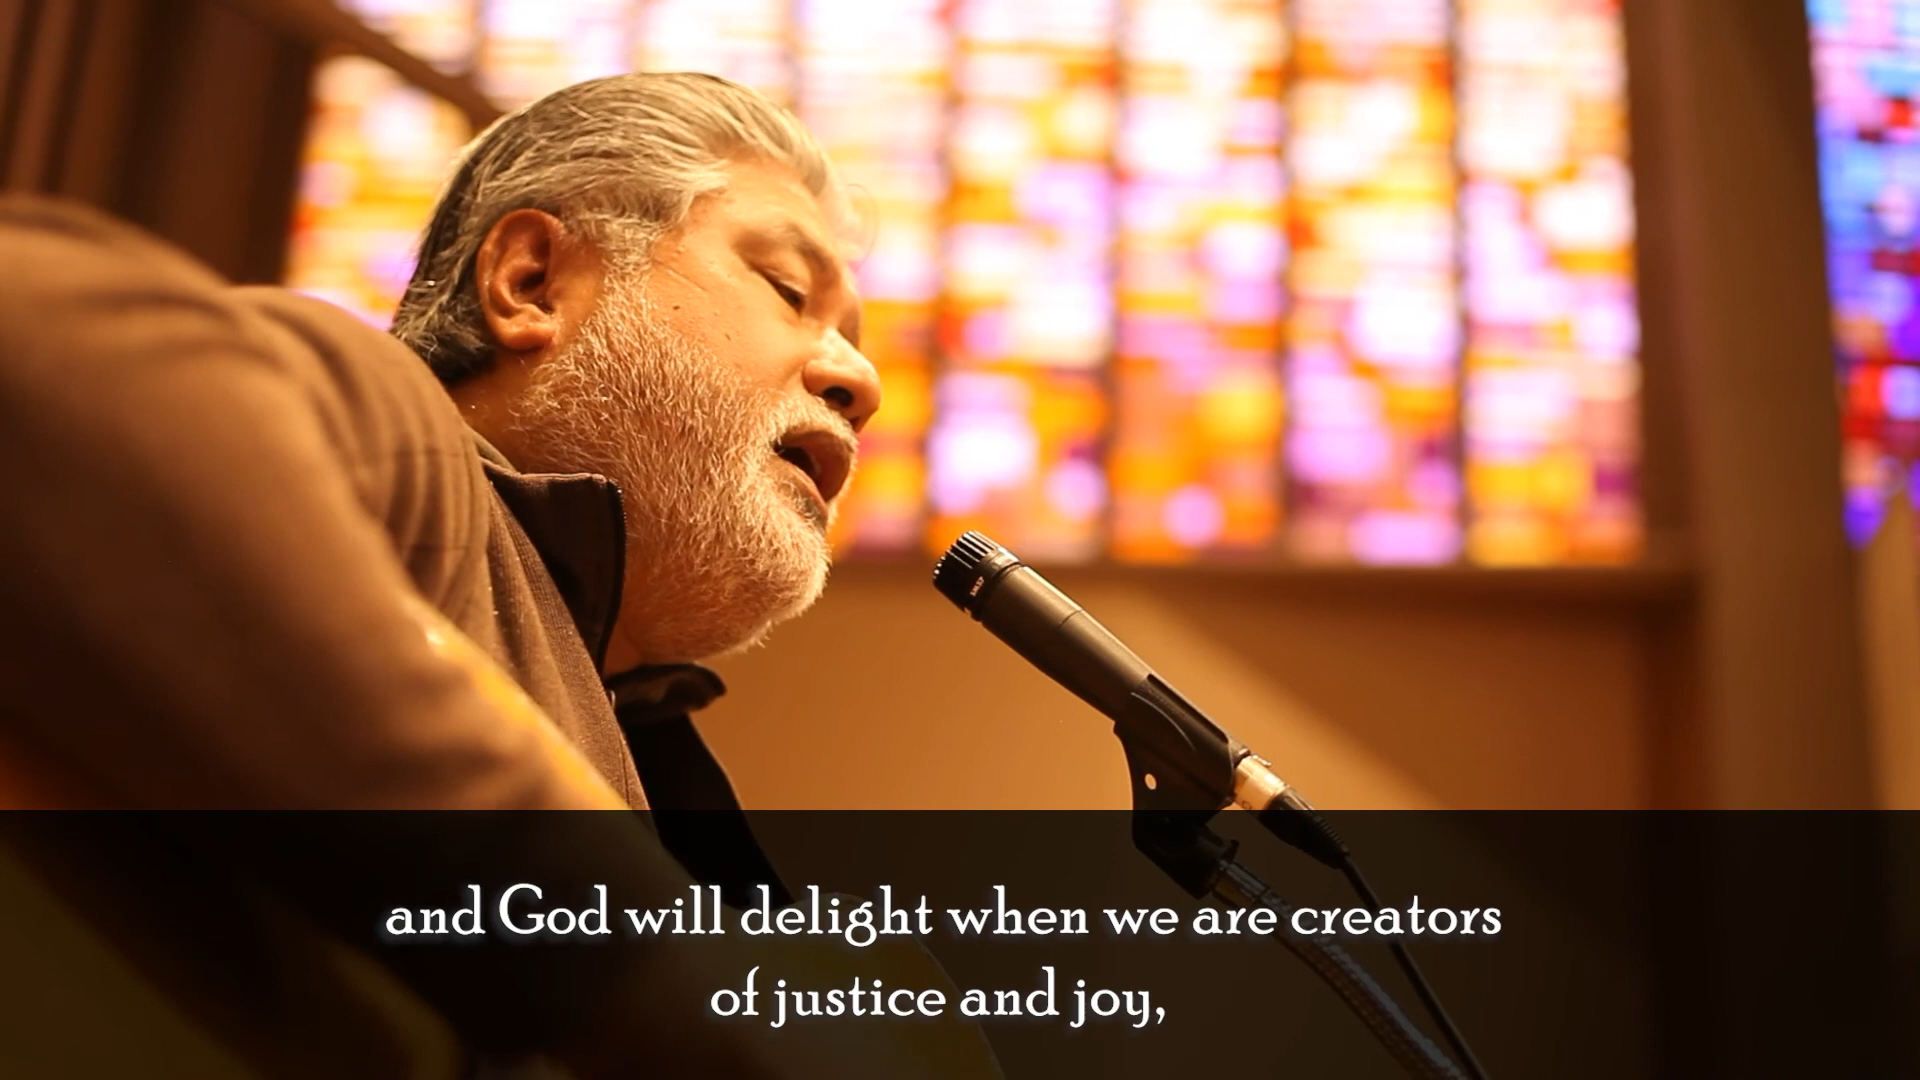 and God will delight when we are creators
of justice and joy,